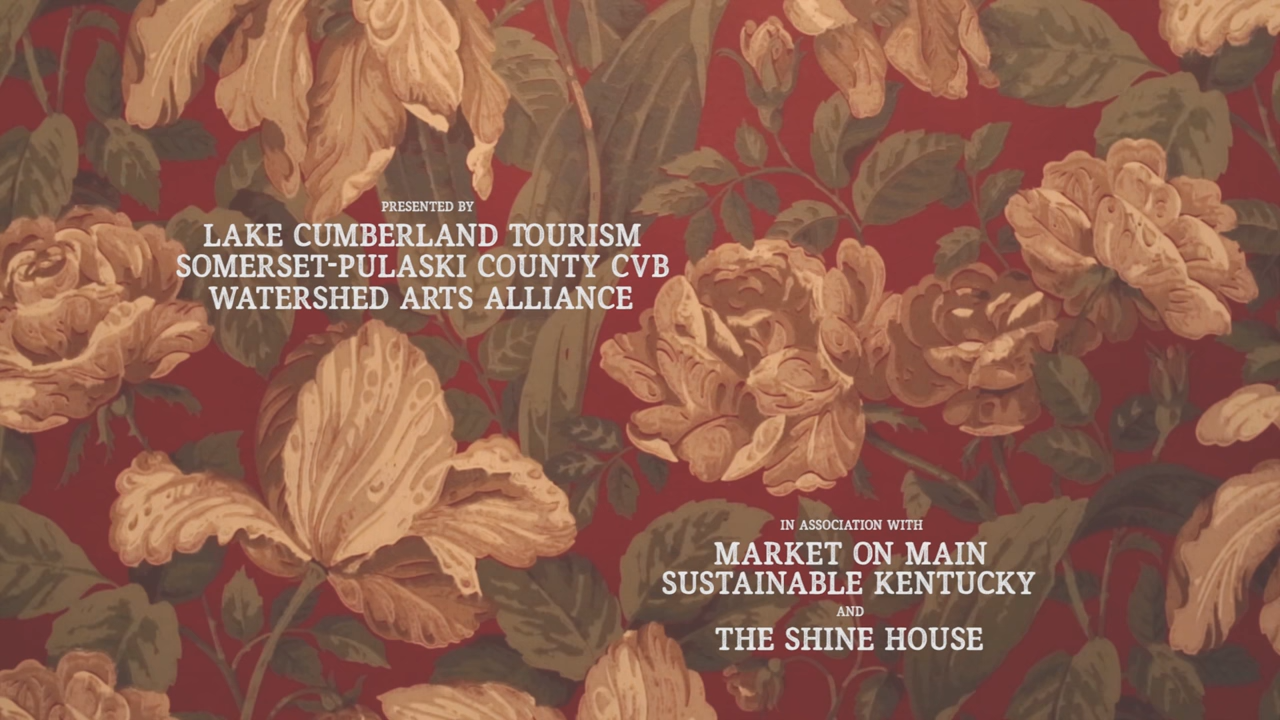 PRESENTED BY
LAKE CUMBERLAND TOURISM
SOMERSET-PULASKI COUNTY CVB
WATERSHED ARTS ALLIANCE
IN ASSOCIATION WITH
MARKET ON MAIN
SUSTAINABLE KENTUCKY
AND
THE SHINE HOUSE